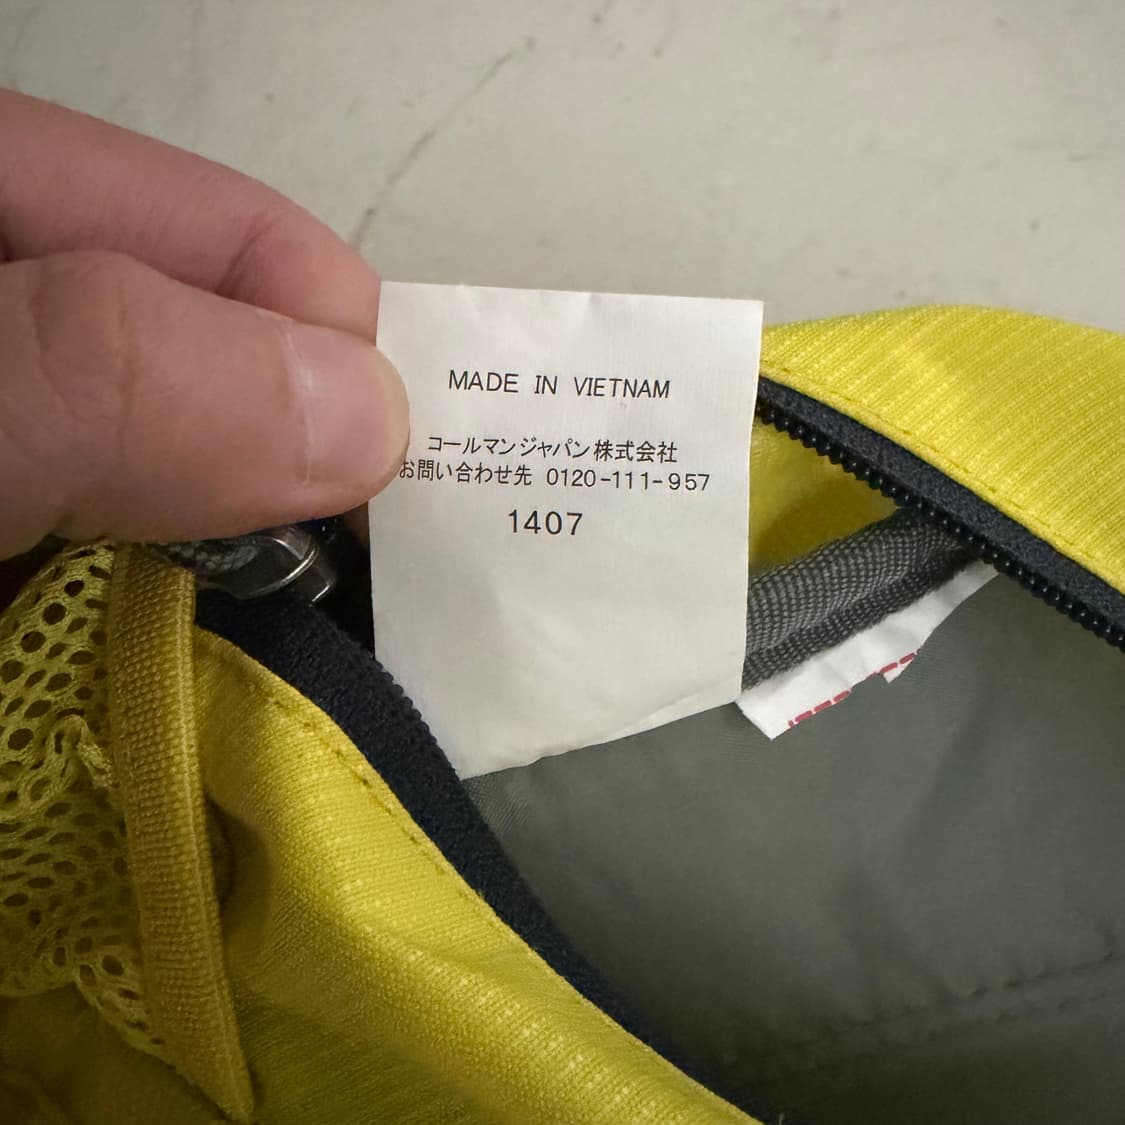 MADE IN VIETNAM
コールマンジャパン株式会社
お問い合わせ先 0120-111-957
1407